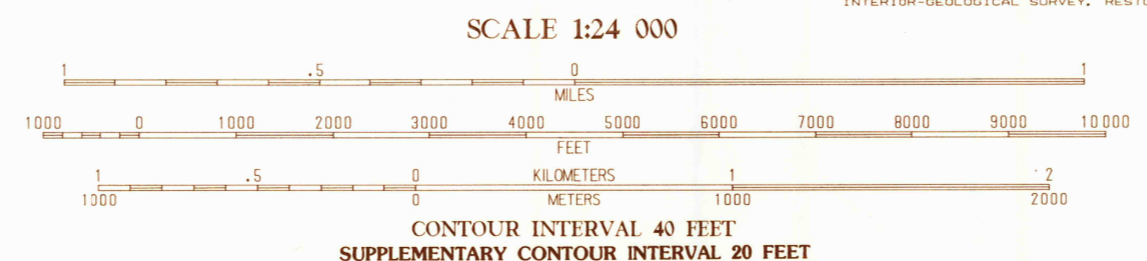 INTERIOR-GEOLOGICAL SURVEY, RESTO
SCALE 1:24 000
1 .5 0 1
MILES
1000 0 1000 2000 3000 4000 5000 6000 7000 8000 9000 10 000
FEET
1 .5 0 KILOMETERS 1 2
1000 0 METERS 1000 2000
CONTOUR INTERVAL 40 FEET
SUPPLEMENTARY CONTOUR INTERVAL 20 FEET